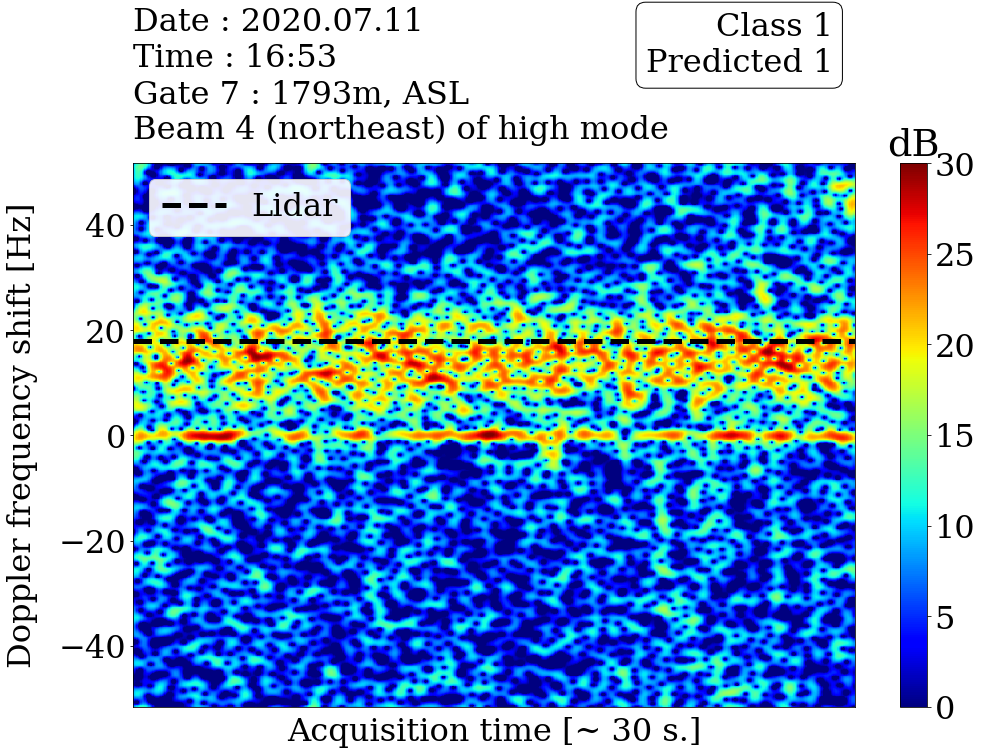 Date : 2020.07.11
Time : 16:53
Gate 7 : 1793m, ASL
Beam 4 (northeast) of high mode
Class 1
Predicted 1
dB
Lidar
Doppler frequency shift [Hz]
40
20
0
−20
−40
30
25
20
15
10
5
0
Acquisition time [~ 30 s.]